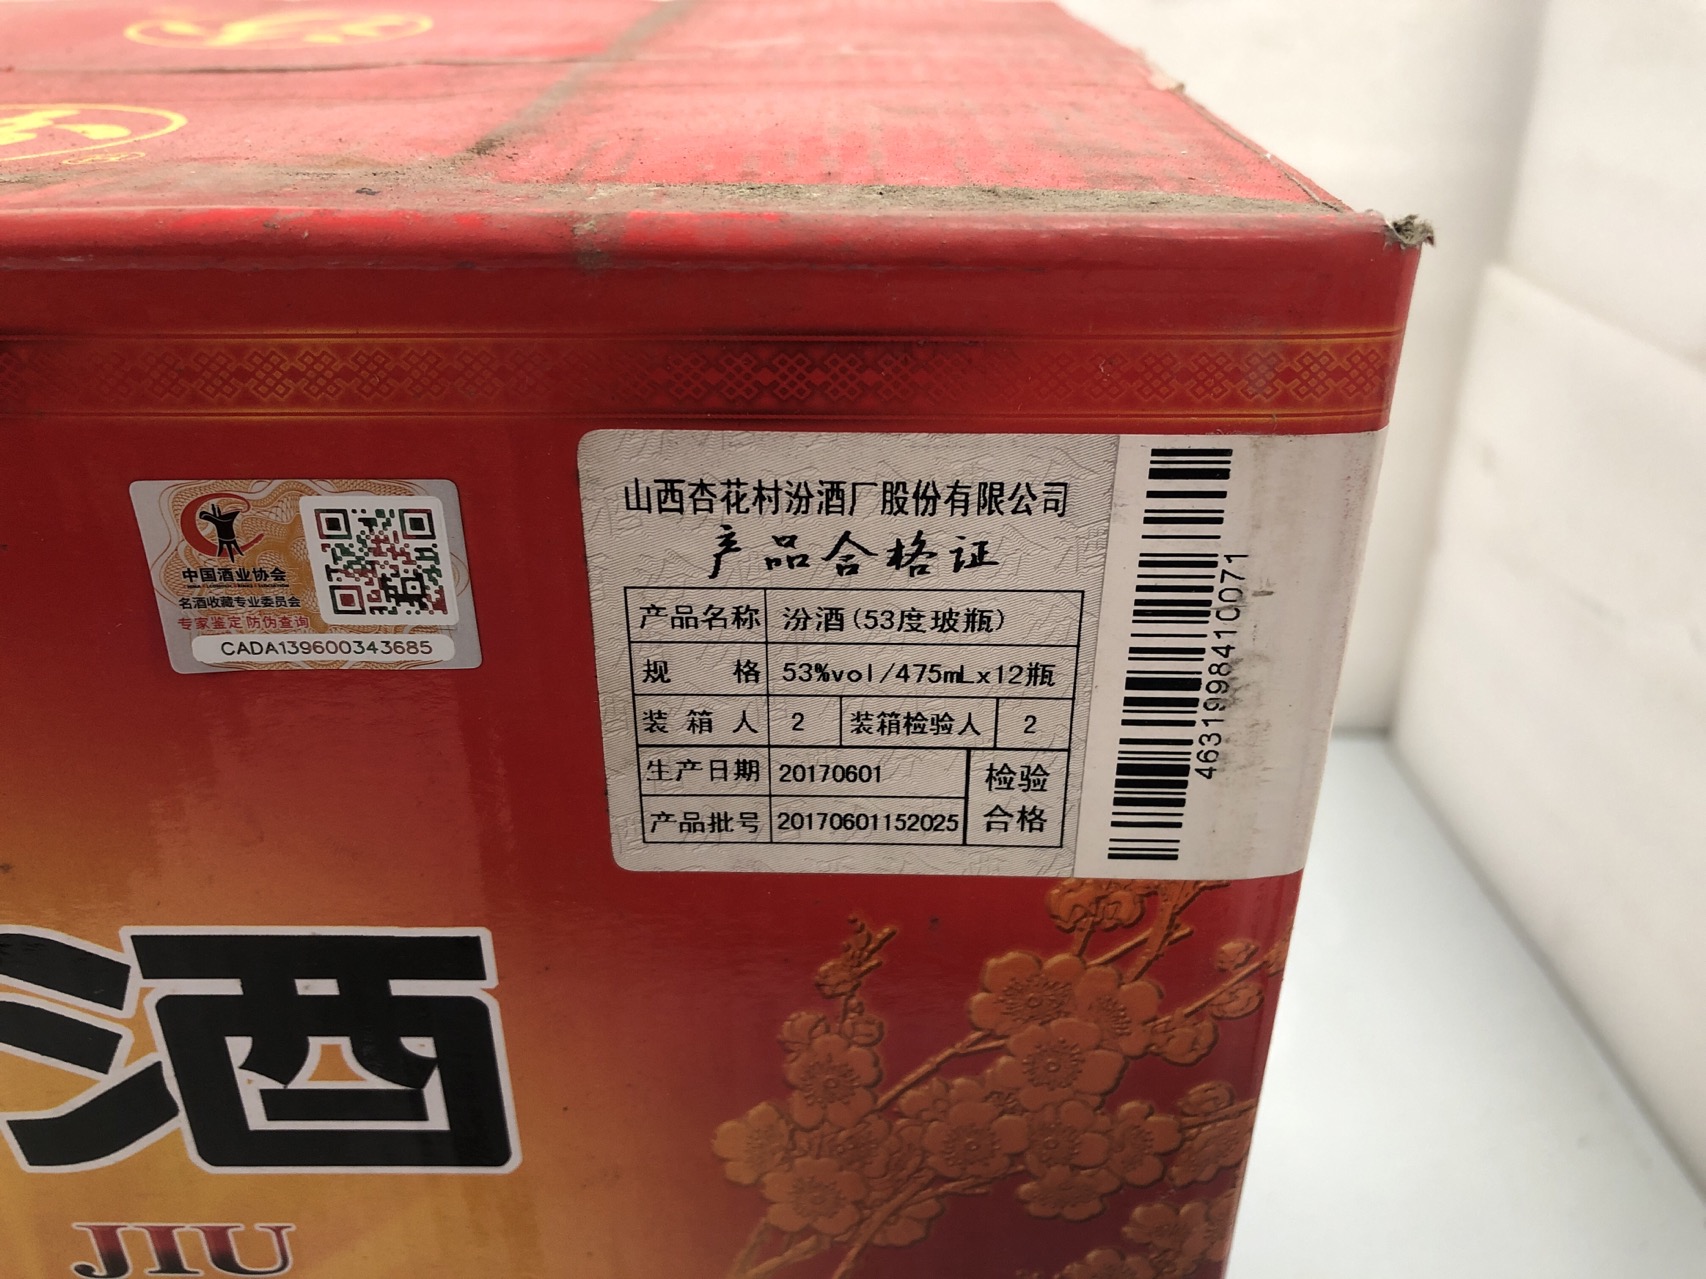 中国酒业协会
名酒收藏专业委员会
专家鉴定 防伪查询
CADA139600343685
山西杏花村汾酒厂股份有限公司
产品合格证
产品名称 汾酒(53度玻瓶)
规 格 53%vol/475mLx12瓶
装 箱 人 2 装箱检验人 2
生产日期 20170601 检验
产品批号 20170601152025 合格
4631998410071
酒
JIU